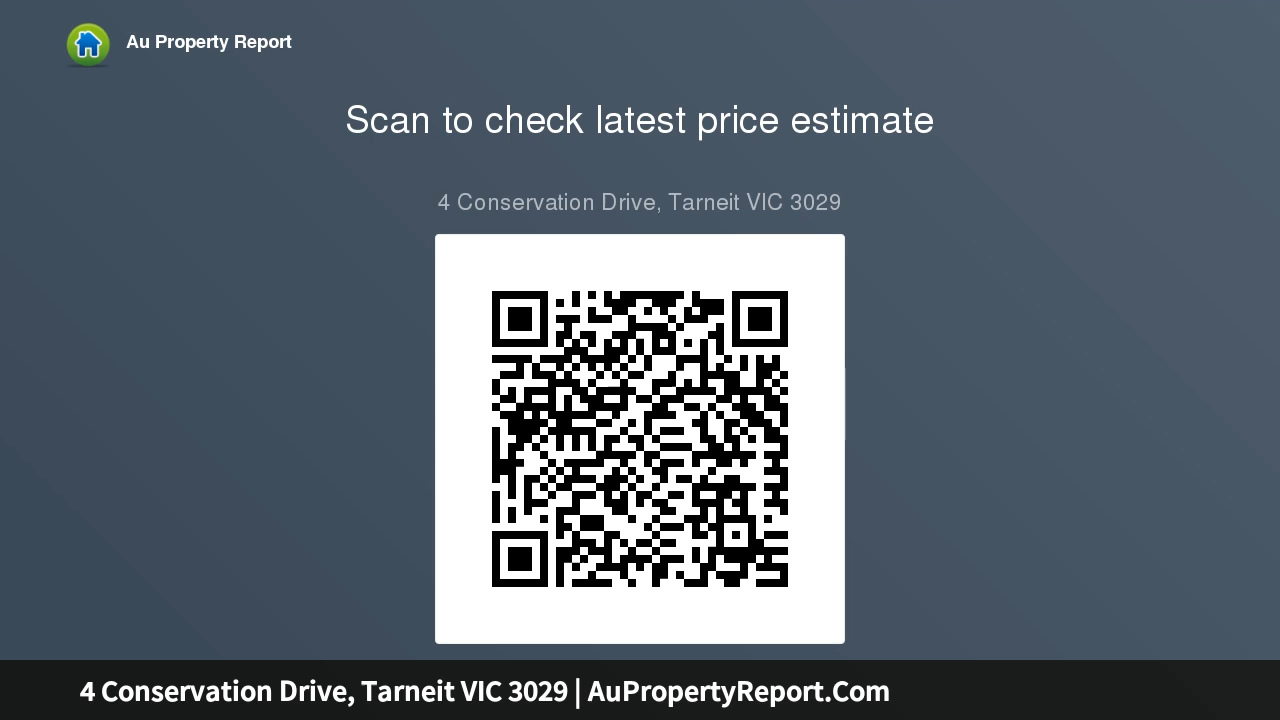 Au Property Report
Scan to check latest price estimate
4 Conservation Drive, Tarneit VIC 3029
4 Conservation Drive, Tarneit VIC 3029 | AuPropertyReport.Com